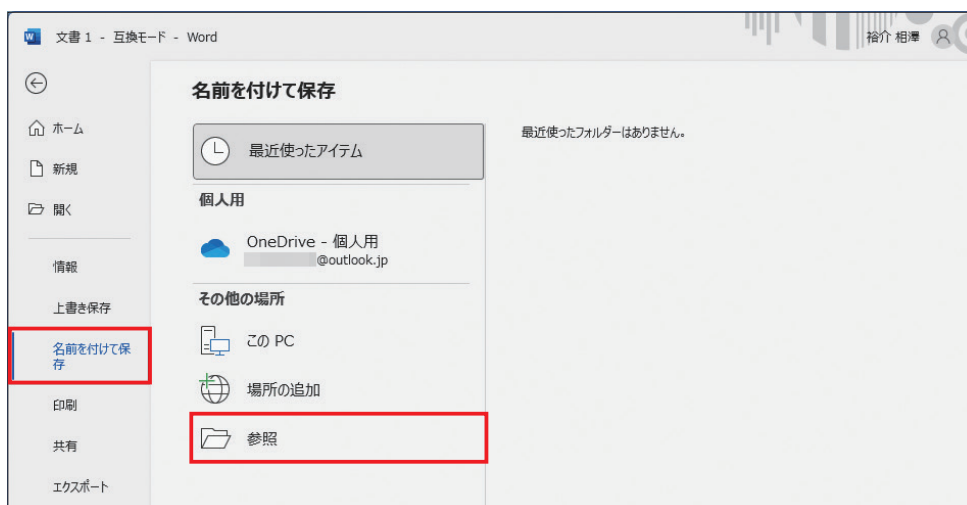 文書 1 - 互換モード - Word
裕介 相澤
名前を付けて保存
ホーム
新規
開く
情報
上書き保存
名前を付けて保
存
印刷
共有
エクスポート
最近使ったアイテム
個人用
OneDrive - 個人用
@outlook.jp
その他の場所
この PC
場所の追加
参照
最近使ったフォルダーはありません。